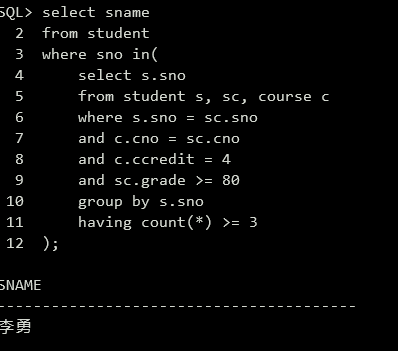 SQL> select sname
2 from student
3 where sno in(
4 select s.sno
5 from student s, sc, course c
6 where s.sno = sc.sno
7 and c.cno = sc.cno
8 and c.ccredit = 4
9 and sc.grade >= 80
10 group by s.sno
11 having count(*) >= 3
12 );
SNAME
----------------------------------------
李勇